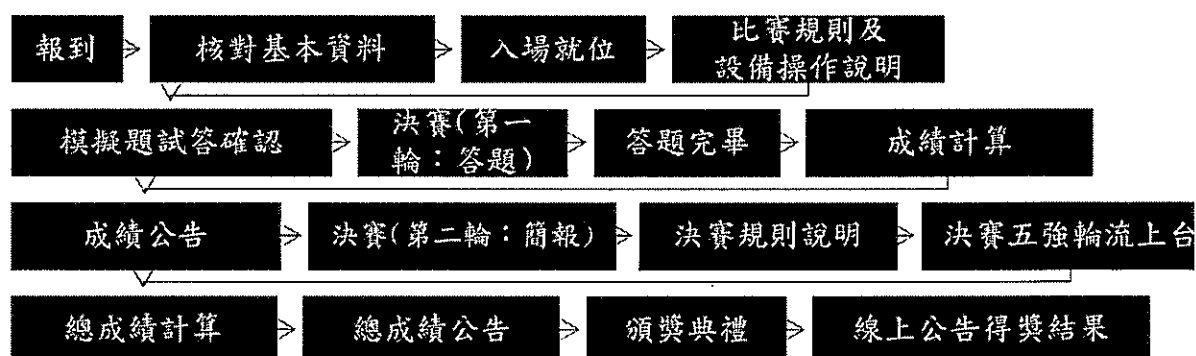 報到
核對基本資料
入場就位
比賽規則及
設備操作說明
模擬題試答確認
決賽(第一
輪：答題)
答題完畢
成績計算
成績公告
決賽(第二輪：簡報)
決賽規則說明
決賽五強輪流上台
總成績計算
總成績公告
頒獎典禮
線上公告得獎結果